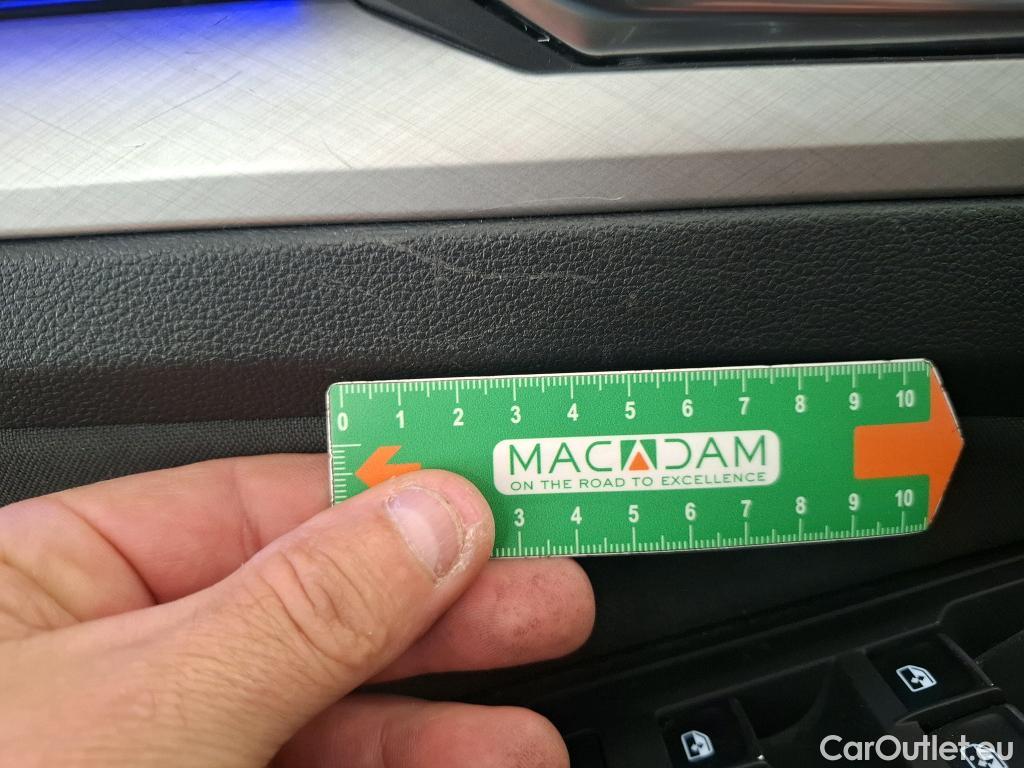 0 1 2 3 4 5 6 7 8 9 10
MACADAM
ON THE ROAD TO EXCELLENCE
3 4 5 6 7 8 9 10
CarOutlet.eu